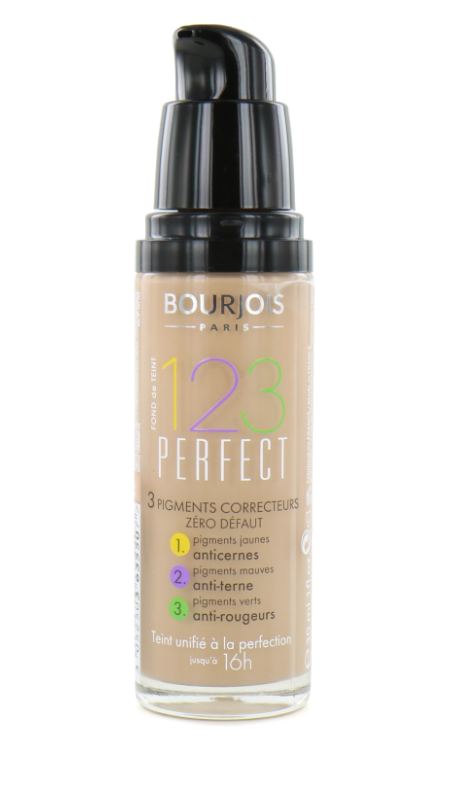 BOURJOIS
PARIS
FOND de TEINT
123
PERFECT
3 PIGMENTS CORRECTEURS
ZÉRO DÉFAUT
1. pigments jaunes
anticernes
2. pigments mauves
anti-terne
3. pigments verts
anti-rougeurs
Teint unifié à la perfection
jusqu'à 16h